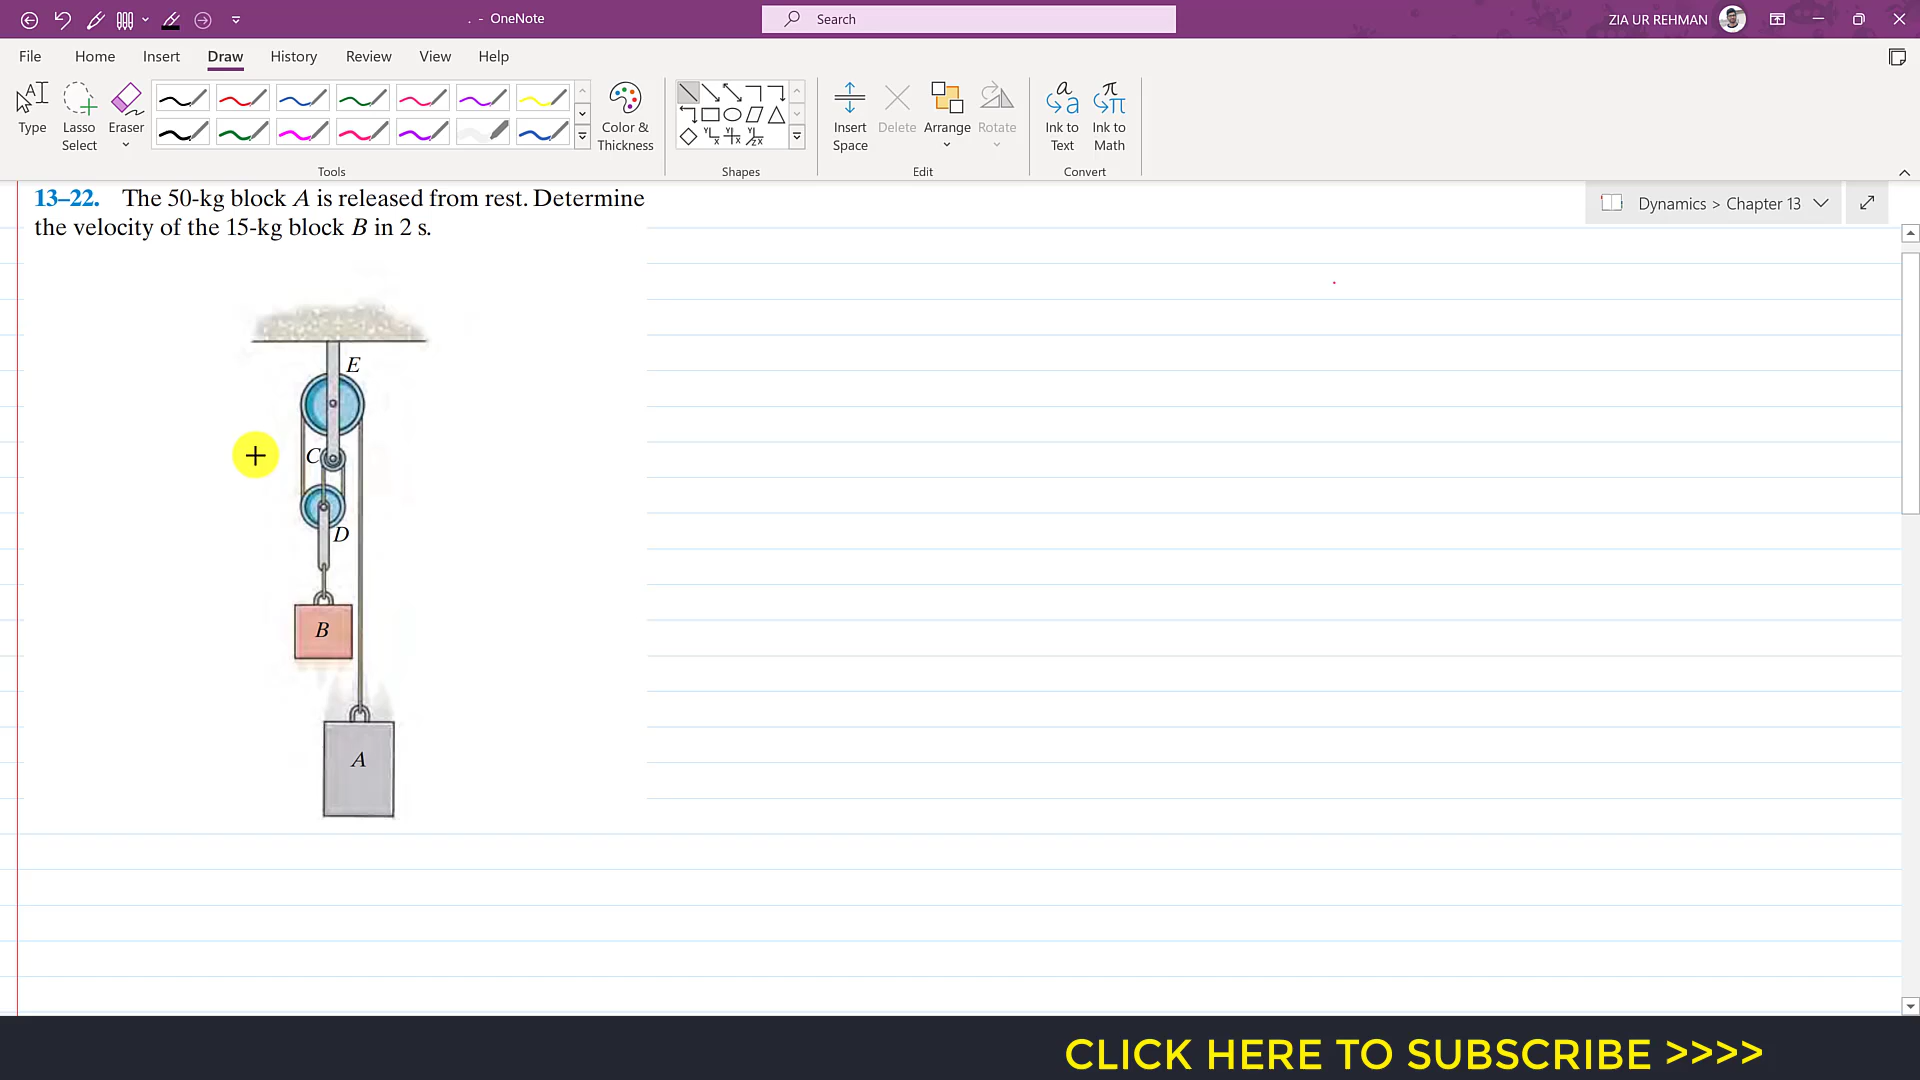 . - OneNote
Search
ZIA UR REHMAN
File
Home
Insert
Draw
History
Review
View
Help
Type
Lasso
Select
Eraser
Color &
Thickness
Insert
Space
Delete
Arrange
Rotate
a
a
Ink to
Text
π
π
Ink to
Math
Tools
Shapes
Edit
Convert
13–22. The 50-kg block A is released from rest. Determine
the velocity of the 15-kg block B in 2 s.
Dynamics > Chapter 13
E
C
D
B
A
CLICK HERE TO SUBSCRIBE >>>>